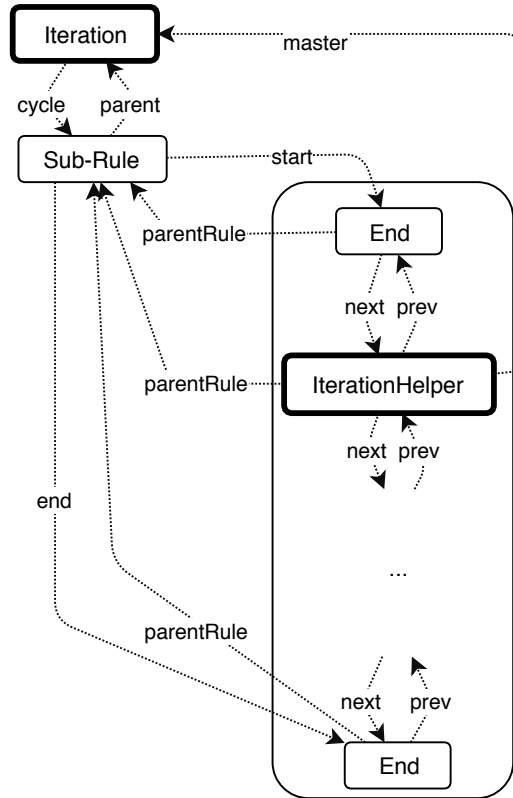 Iteration
master
cycle
parent
Sub-Rule
start
parentRule
End
next
prev
parentRule
IterationHelper
next
prev
end
...
parentRule
next
prev
End